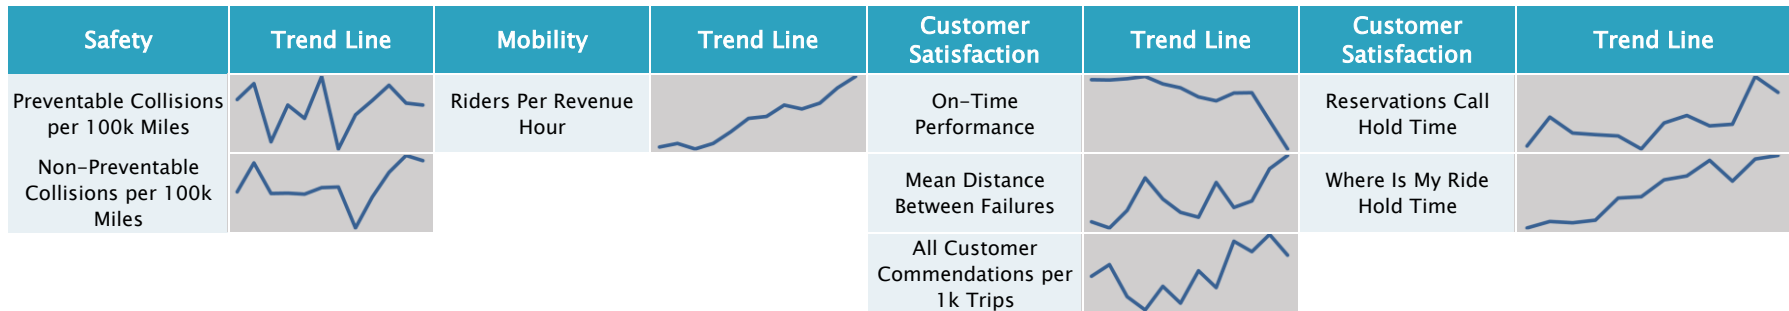 Safety
Trend Line
Mobility
Trend Line
Customer
Satisfaction
Trend Line
Customer
Satisfaction
Trend Line
Preventable Collisions
per 100k Miles
Riders Per Revenue
Hour
On-Time
Performance
Reservations Call
Hold Time
Non-Preventable
Collisions per 100k
Miles
Mean Distance
Between Failures
Where Is My Ride
Hold Time
All Customer
Commendations per
1k Trips